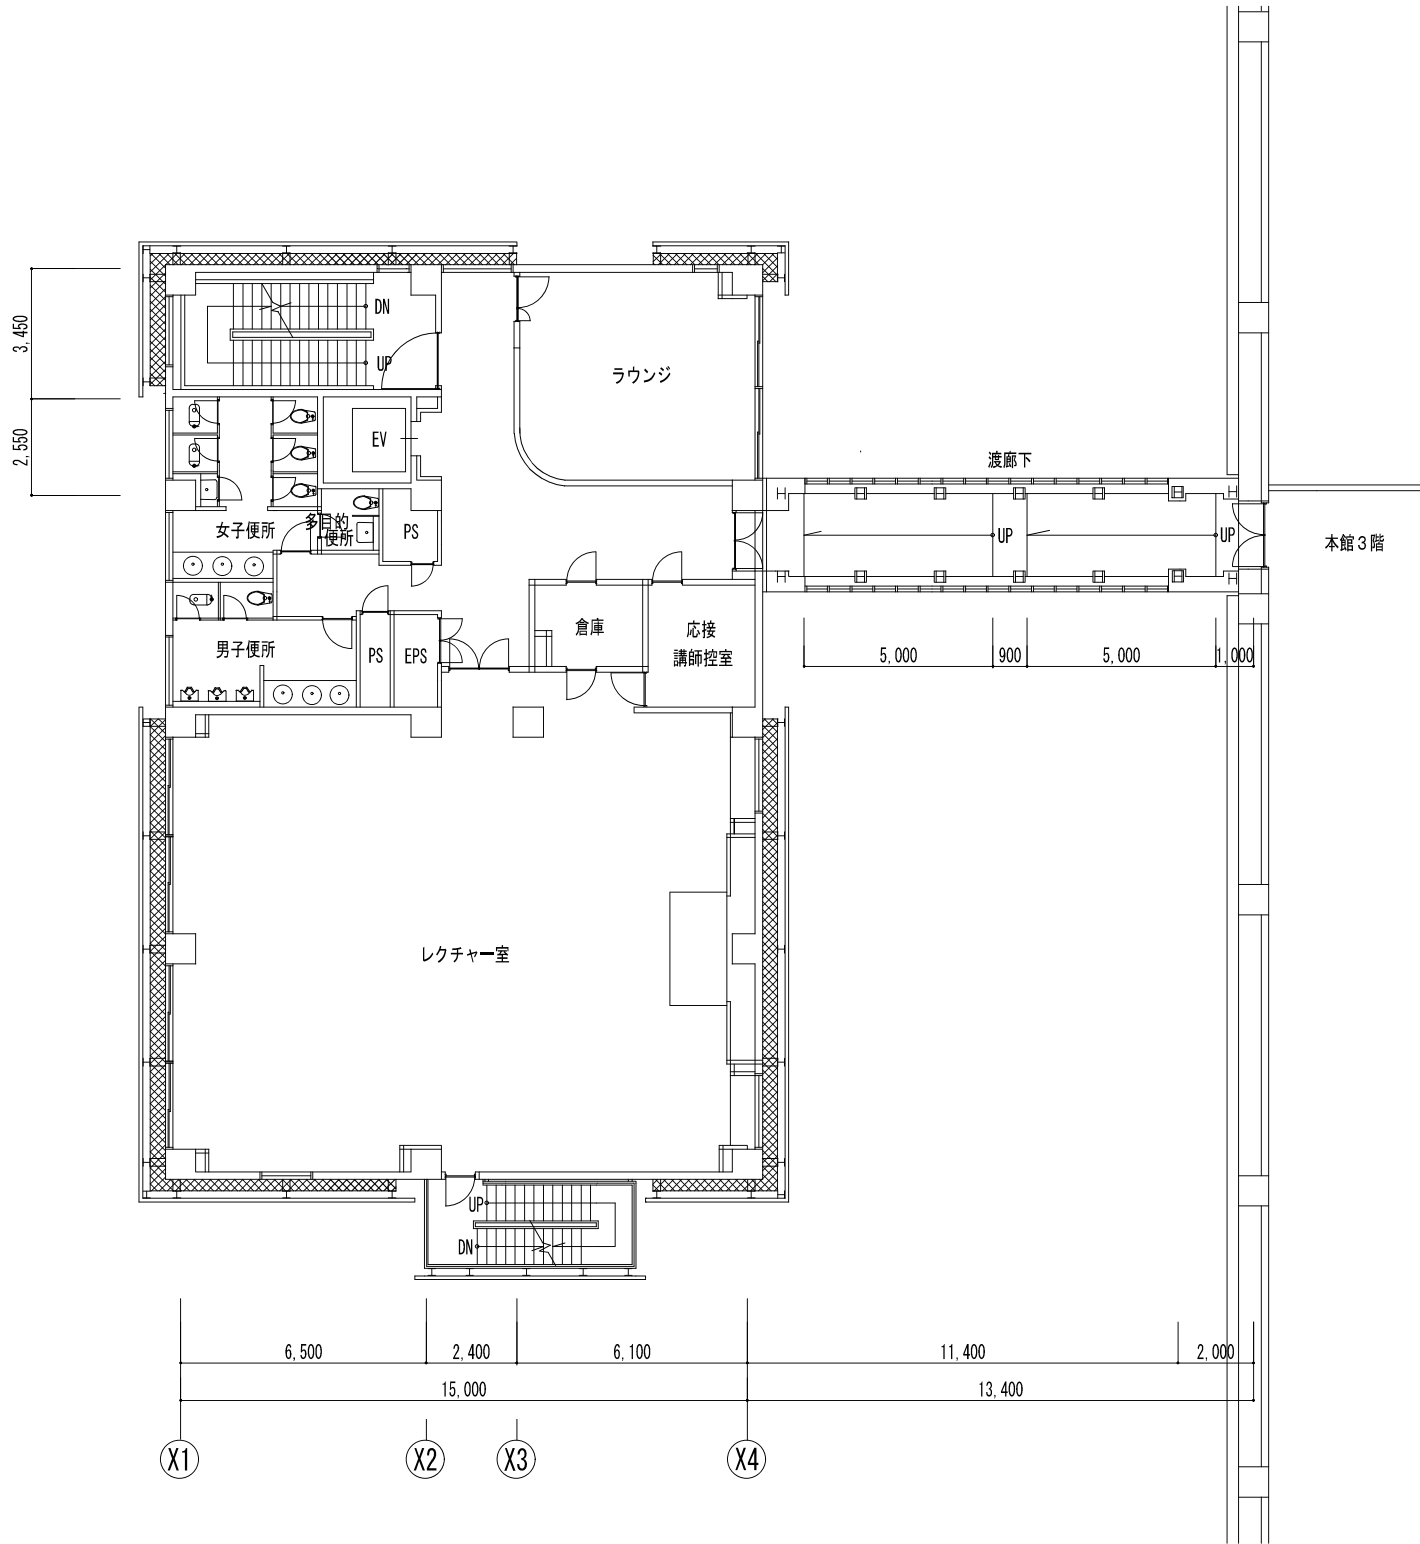 DN
3,450
UP
ラウンジ
EV
2,550
渡廊下
女子便所
多目的
便所
PS
UP
UP
本館３階
倉庫
応接
講師控室
男子便所
PS
EPS
5,000
900
5,000
1,000
レクチャー室
UP
DN
6,500
2,400
6,100
11,400
2,000
15,000
13,400
X1
X2
X3
X4